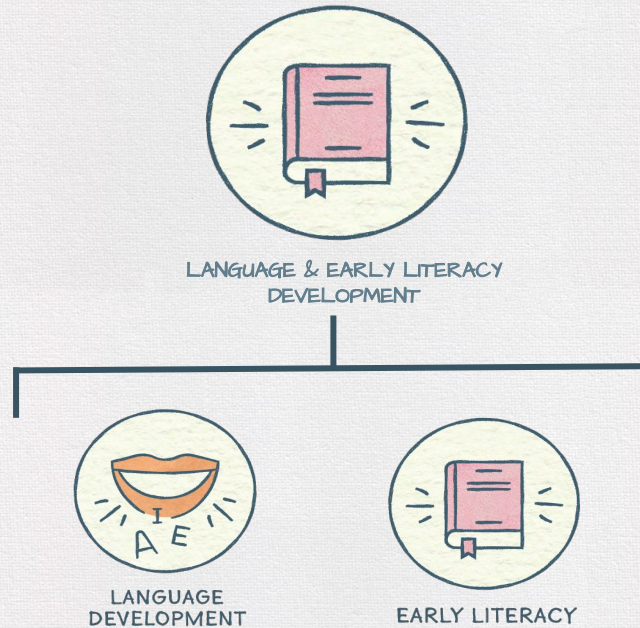 LANGUAGE & EARLY LITERACY
DEVELOPMENT
I
A E
LANGUAGE
DEVELOPMENT
EARLY LITERACY